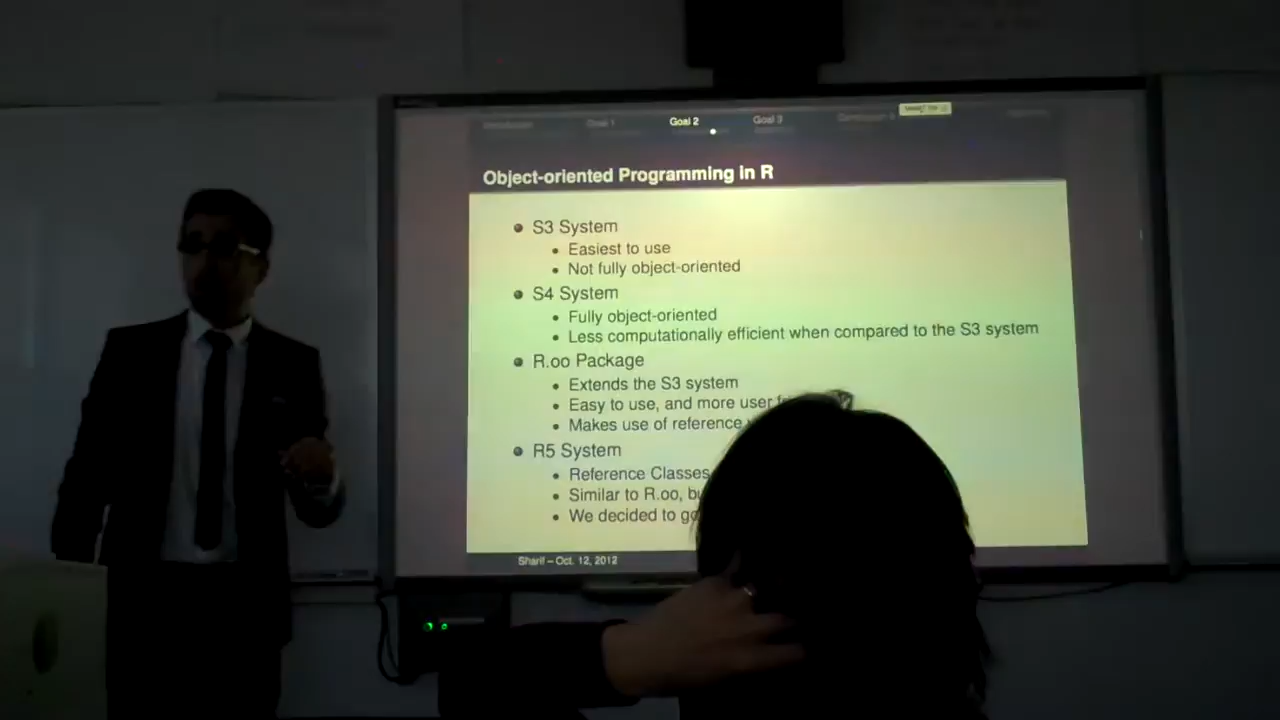 Goal 1
Goal 2
Goal 3
Object-oriented Programming in R
S3 System
Easiest to use
Not fully object-oriented
S4 System
Fully object-oriented
Less computationally efficient when compared to the S3 system
R.oo Package
Extends the S3 system
Easy to use, and more user
Makes use of reference
R5 System
Reference Classes
Similar to R.oo,
We decided to
Sharif – Oct. 12, 2012